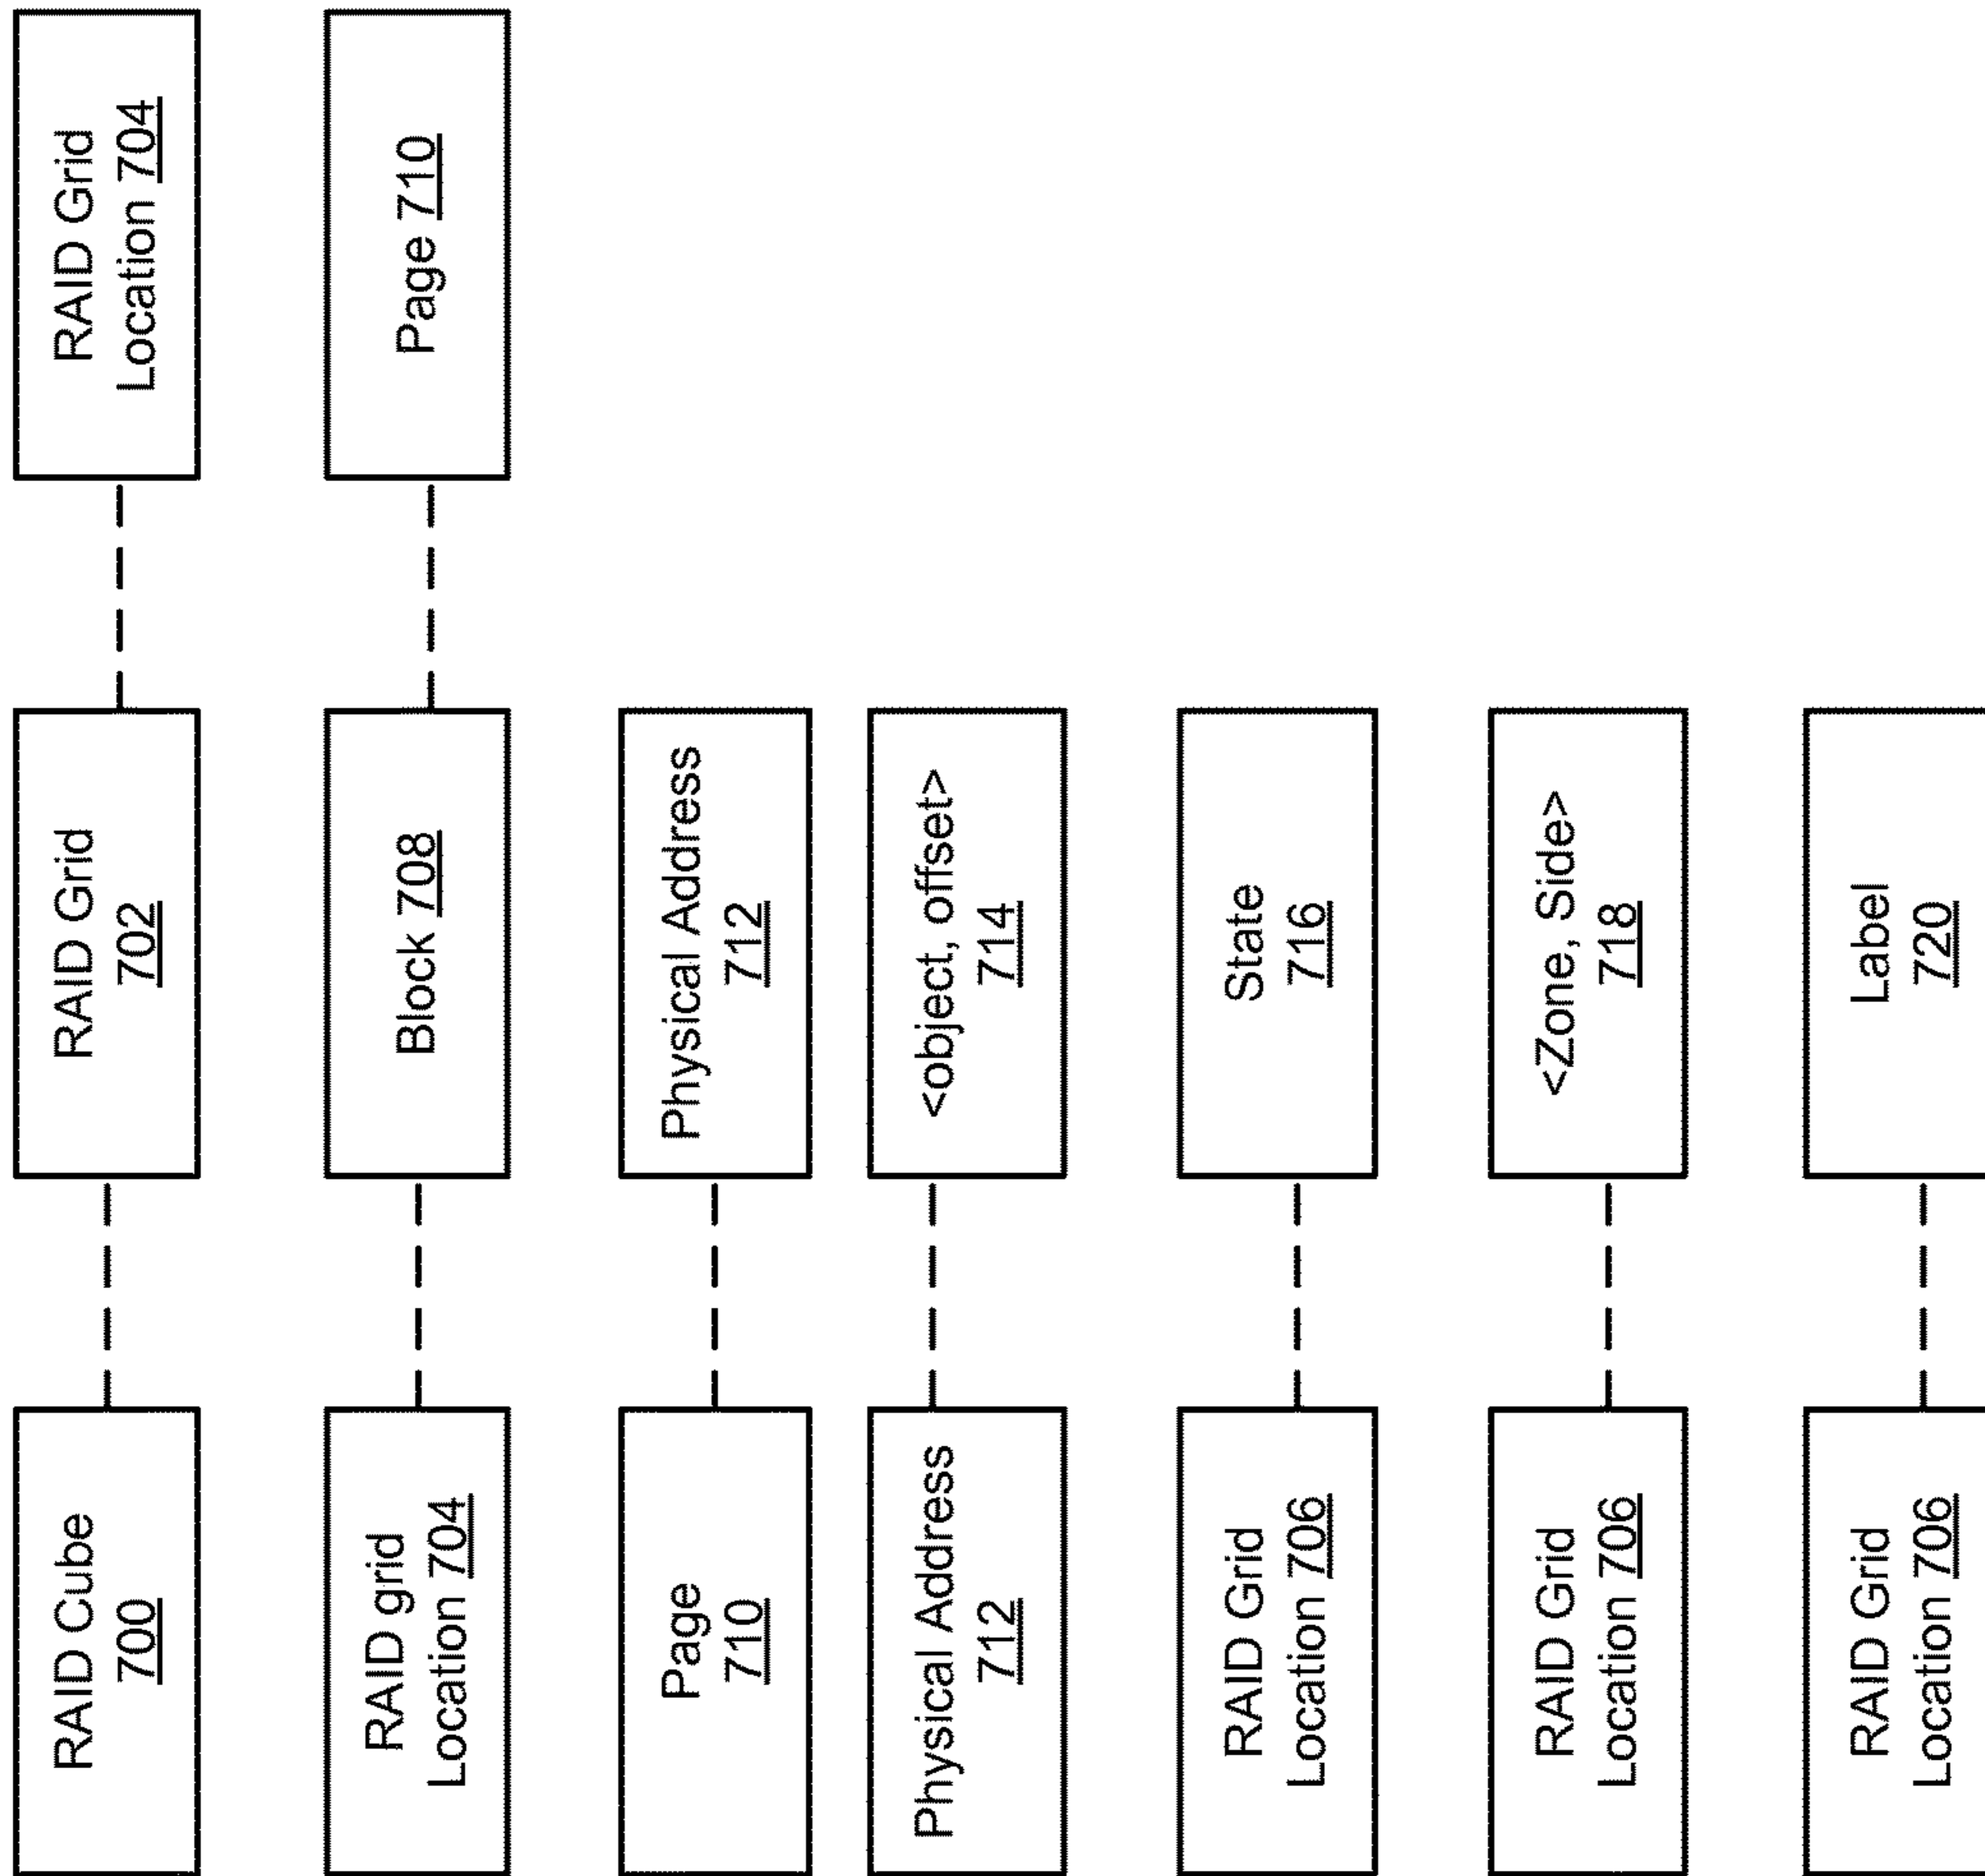 RAID Cube
700
RAID Grid
702
RAID Grid
Location 704
RAID grid
Location 704
Block 708
Page 710
Page
710
Physical Address
712
Physical Address
712
<object, offset>
714
RAID Grid
Location 706
State
716
RAID Grid
Location 706
<Zone, Side>
718
RAID Grid
Location 706
Label
720